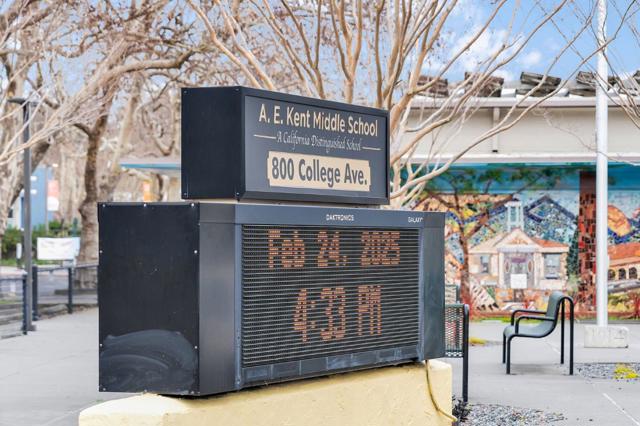 A. E. Kent Middle School
A California Distinguished School
800 College Ave.
DAKTRONICS GALAXY
Feb 24, 2025
4:33 PM